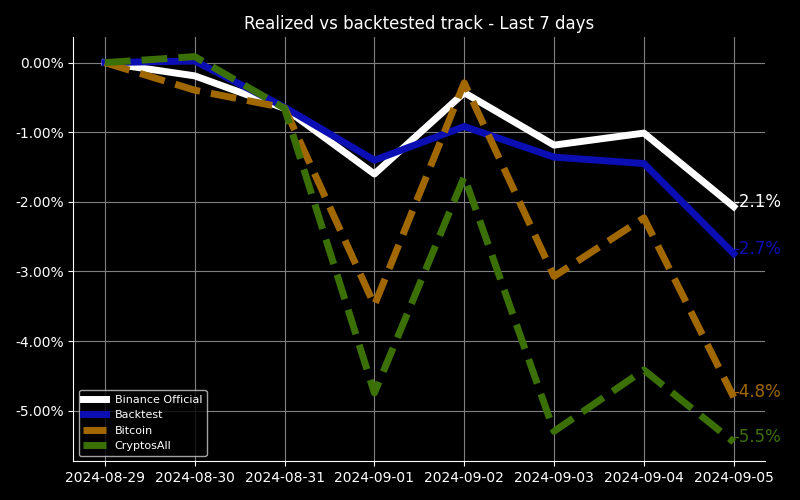 Realized vs backtested track - Last 7 days
0.00%
-1.00%
-2.00%
-3.00%
-4.00%
-5.00%
-2.1%
-2.7%
-4.8%
-5.5%
Binance Official
Backtest
Bitcoin
CryptosAll
2024-08-29 2024-08-30 2024-08-31 2024-09-01 2024-09-02 2024-09-03 2024-09-04 2024-09-05